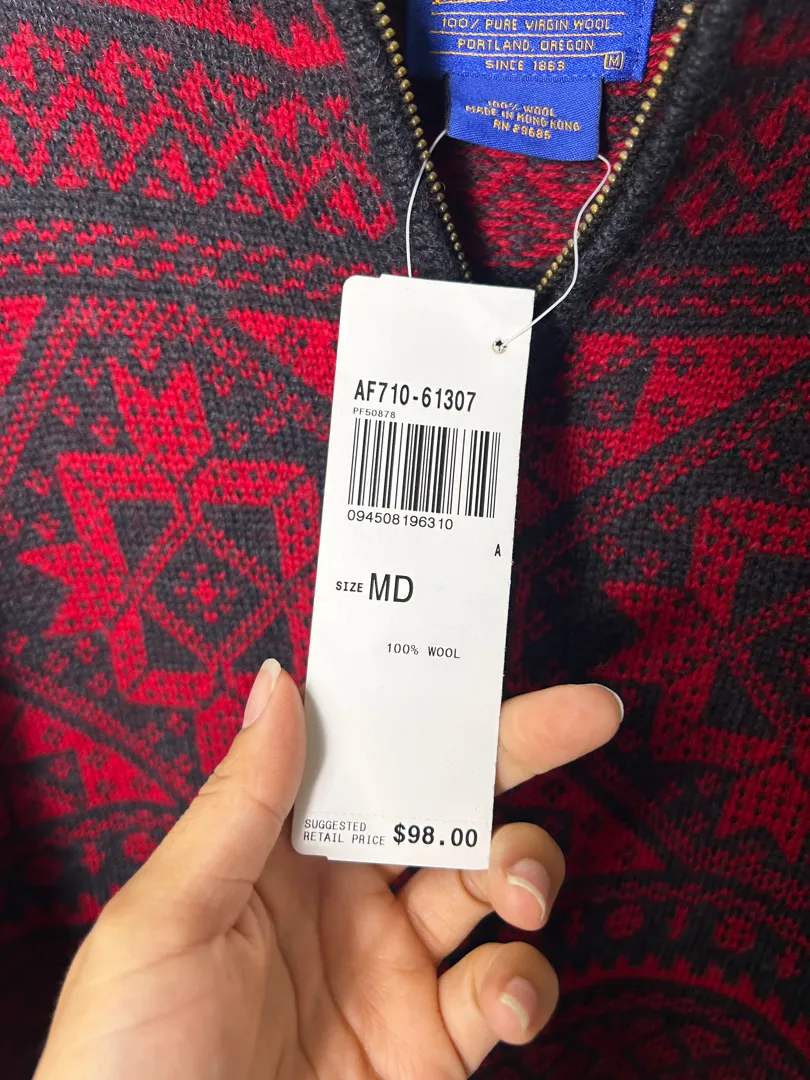 100% PURE VIRGIN WOOL
PORTLAND, OREGON
SINCE 1863
M
100% WOOL
MADE IN HONG KONG
RN 29685
AF710-61307
PF50878
094508196310
A
SIZE MD
100% WOOL
SUGGESTED
RETAIL PRICE $98.00